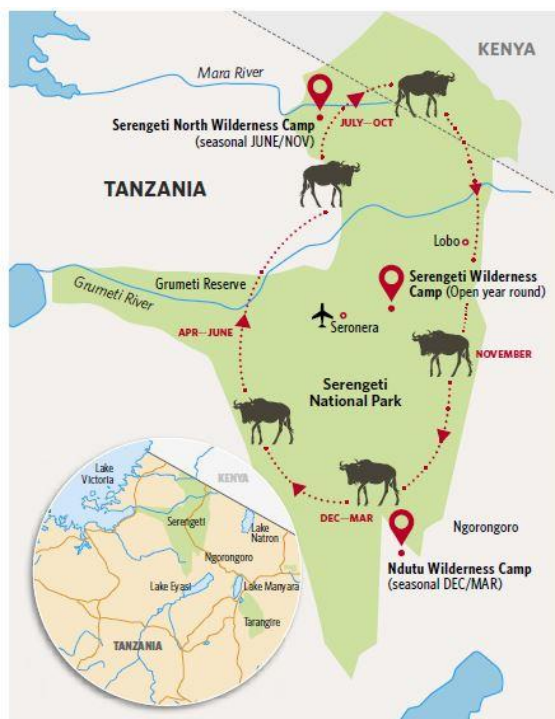 KENYA
Mara River
Serengeti North Wilderness Camp
(seasonal JUNE/NOV)
JULY—OCT
TANZANIA
Lobo
Grumeti Reserve
Grumeti River
Serengeti Wilderness
Camp (Open year round)
Seronera
APR—JUNE
NOVEMBER
Serengeti
National Park
DEC—MAR
Ngorongoro
Ndutu Wilderness Camp
(seasonal DEC/MAR)
Lake
Victoria
KENYA
Serengeti
Lake
Natron
Ngorongoro
Lake Eyasi
Lake Manyara
Tarangire
TANZANIA